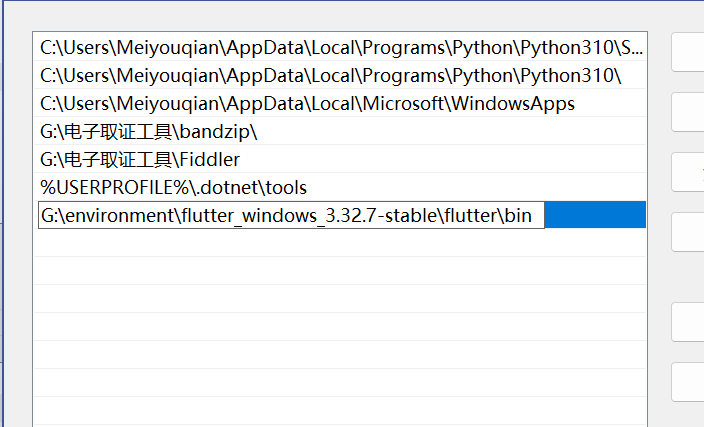 C:\Users\Meiyouqian\AppData\Local\Programs\Python\Python310\S...
C:\Users\Meiyouqian\AppData\Local\Programs\Python\Python310\
C:\Users\Meiyouqian\AppData\Local\Microsoft\WindowsApps
G:\电子取证工具\bandzip\
G:\电子取证工具\Fiddler
%USERPROFILE%\.dotnet\tools
G:\environment\flutter_windows_3.32.7-stable\flutter\bin